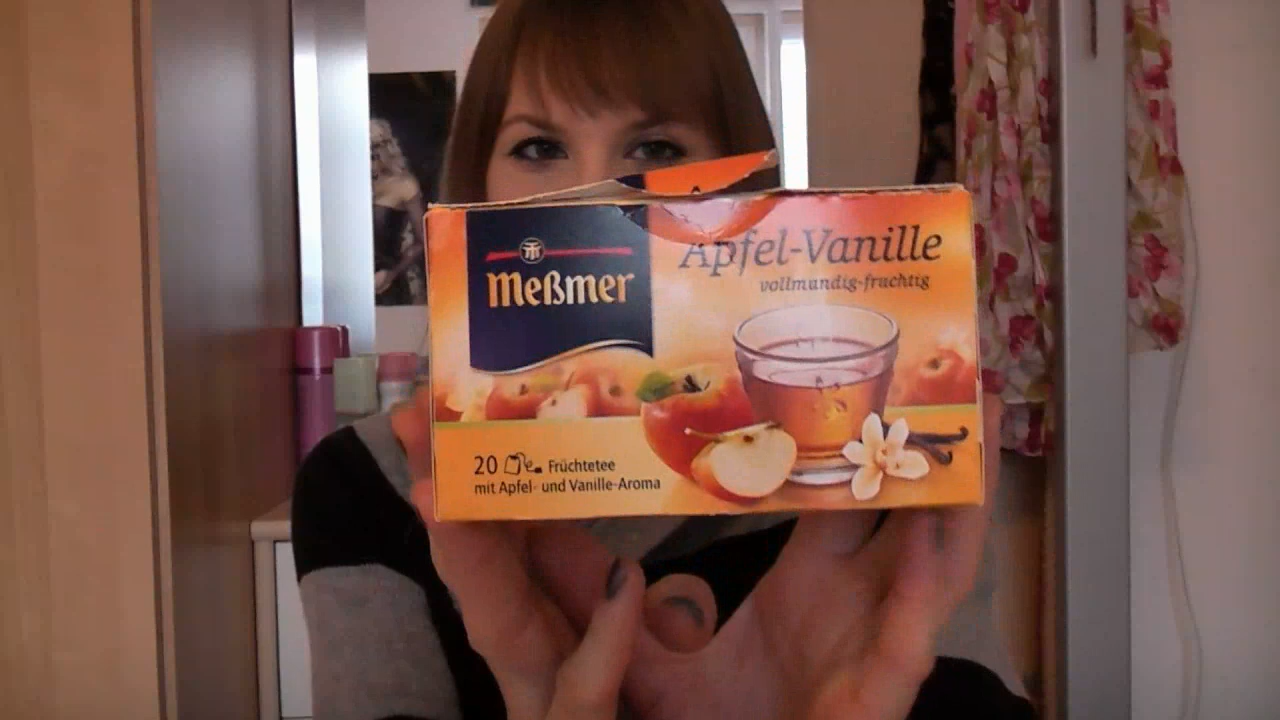 Meßmer
Apfel-Vanille
vollmundig-fruchtig
20 Früchtetee
mit Apfel- und Vanille-Aroma